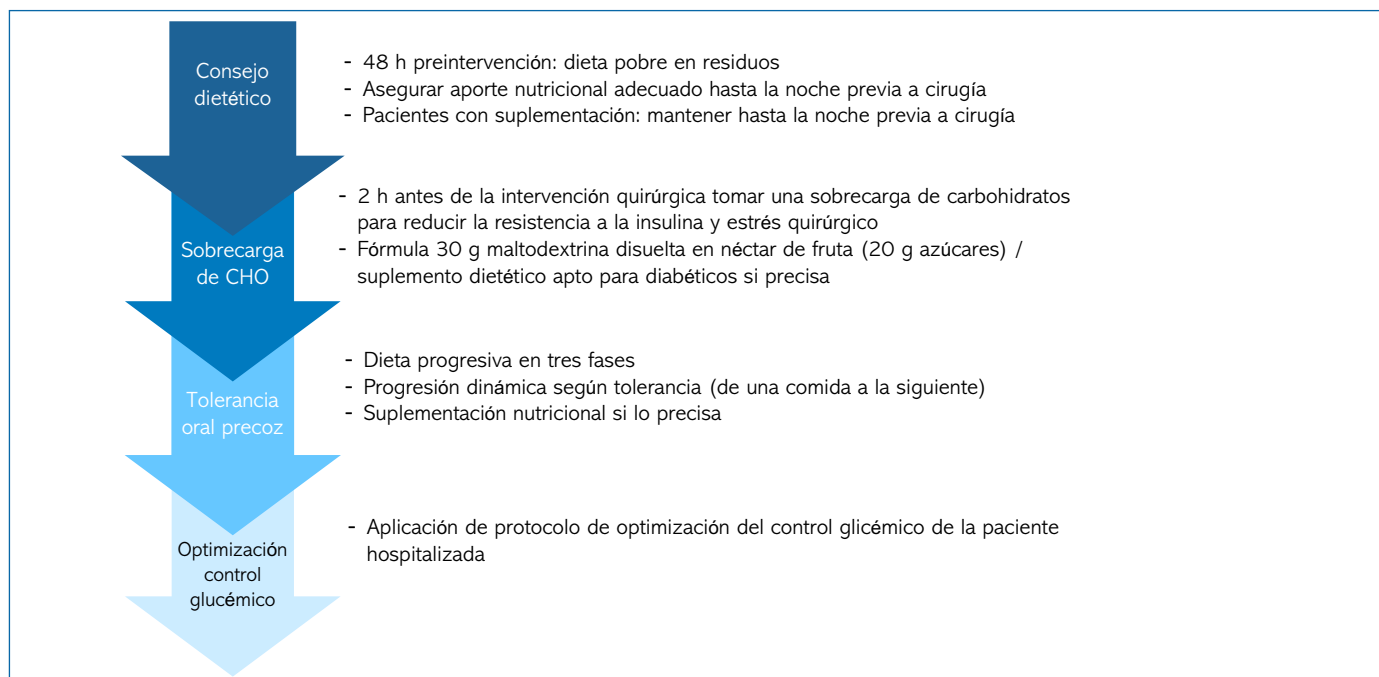 Consejo
dietético
- 48 h preintervención: dieta pobre en residuos
- Asegurar aporte nutricional adecuado hasta la noche previa a cirugía
- Pacientes con suplementación: mantener hasta la noche previa a cirugía
Sobrecarga
de CHO
- 2 h antes de la intervención quirúrgica tomar una sobrecarga de carbohidratos
para reducir la resistencia a la insulina y estrés quirúrgico
- Fórmula 30 g maltodextrina disuelta en néctar de fruta (20 g azúcares) /
suplemento dietético apto para diabéticos si precisa
Tolerancia
oral precoz
- Dieta progresiva en tres fases
- Progresión dinámica según tolerancia (de una comida a la siguiente)
- Suplementación nutricional si lo precisa
Optimización
control
glucémico
- Aplicación de protocolo de optimización del control glicémico de la paciente
hospitalizada